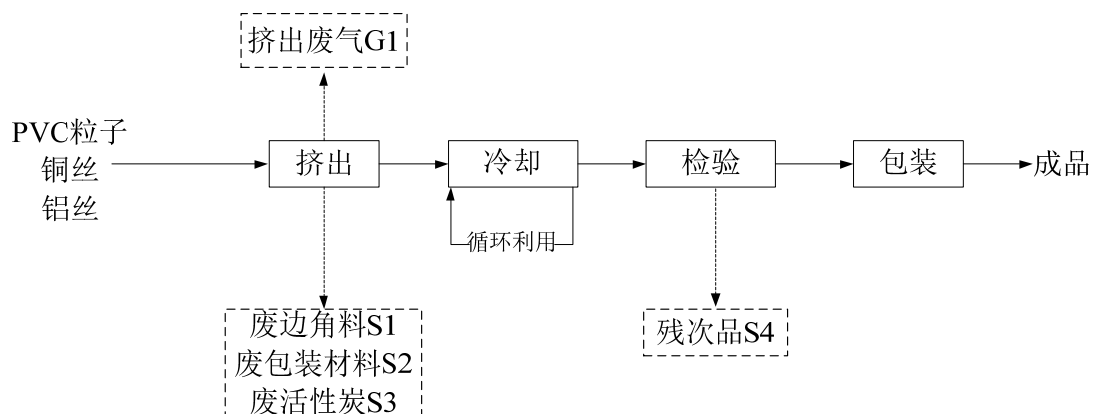 挤出废气G1
PVC粒子
铜丝
铝丝
挤出
冷却
检验
包装
成品
循环利用
废边角料S1
废包装材料S2
废活性炭S3
残次品S4